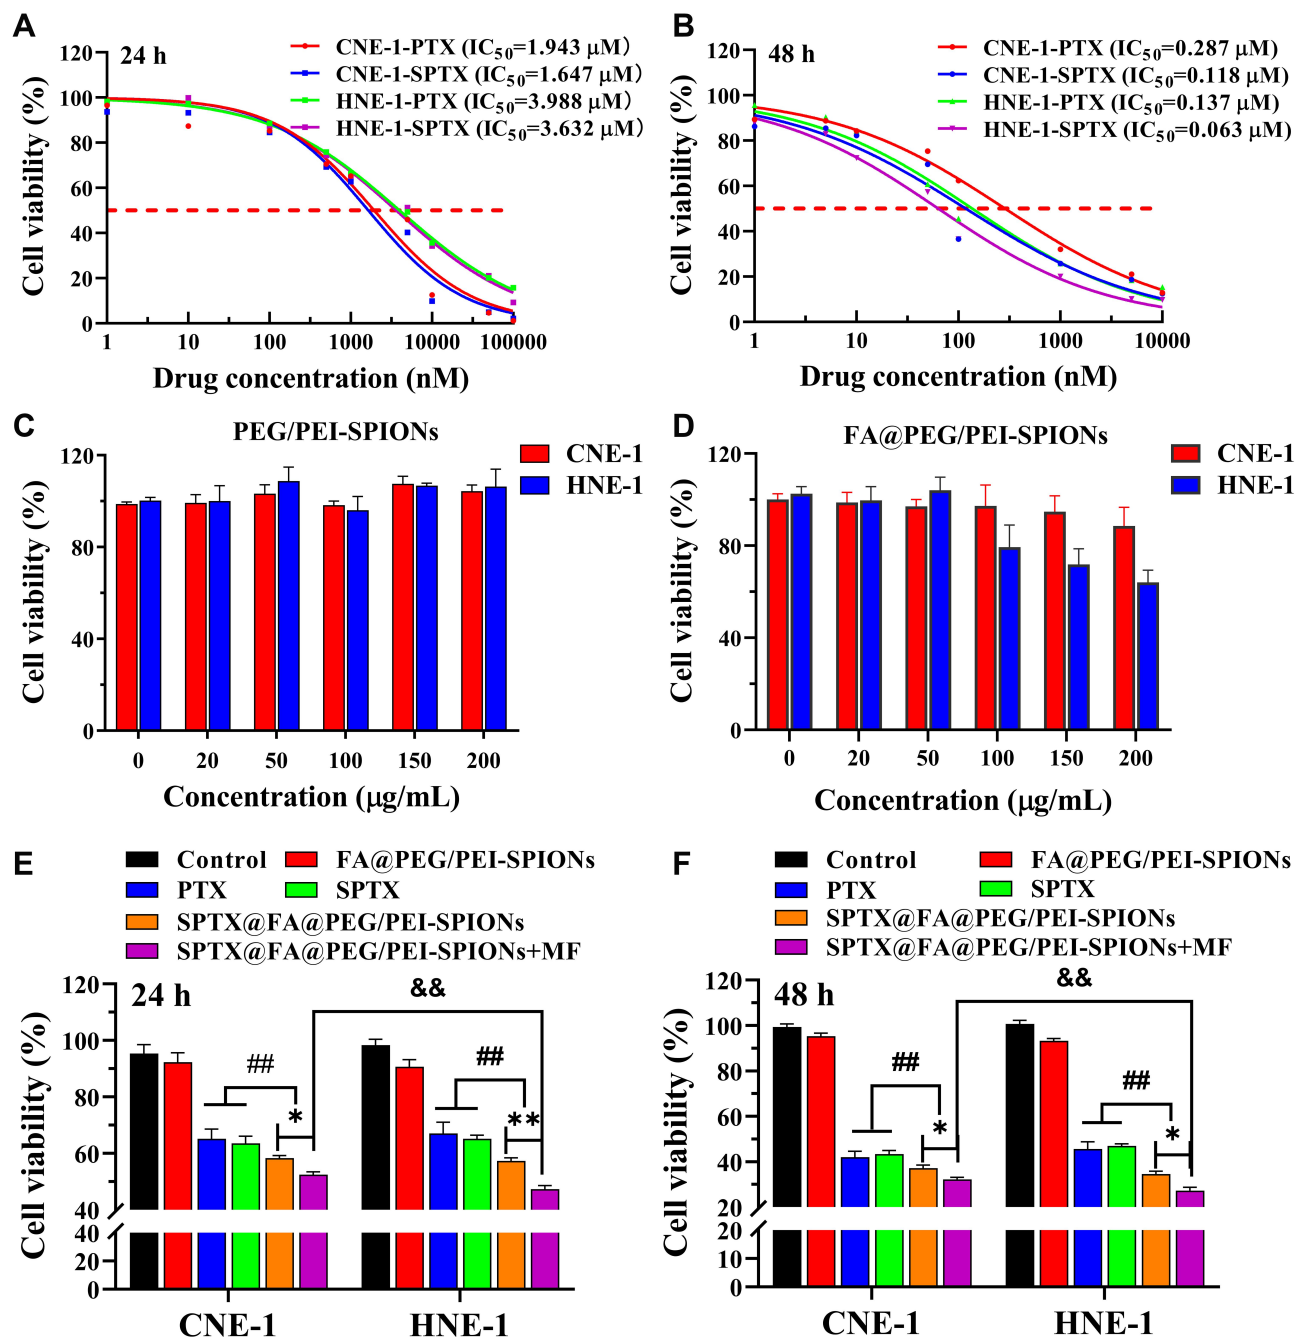 A
24 h
CNE-1-PTX (IC50=1.943 μM)
CNE-1-SPTX (IC50=1.647 μM)
HNE-1-PTX (IC50=3.988 μM)
HNE-1-SPTX (IC50=3.632 μM)
Cell viability (%)
120
100
80
60
40
20
0
1 10 100 1000 10000 100000
Drug concentration (nM)
B
48 h
CNE-1-PTX (IC50=0.287 μM)
CNE-1-SPTX (IC50=0.118 μM)
HNE-1-PTX (IC50=0.137 μM)
HNE-1-SPTX (IC50=0.063 μM)
Cell viability (%)
120
100
80
60
40
20
0
1 10 100 1000 10000
Drug concentration (nM)
C
PEG/PEI-SPIONs
CNE-1
HNE-1
Cell viability (%)
120
80
40
0
0 20 50 100 150 200
Concentration (μg/mL)
D
FA@PEG/PEI-SPIONs
CNE-1
HNE-1
Cell viability (%)
120
80
40
0
0 20 50 100 150 200
Concentration (μg/mL)
E
Control FA@PEG/PEI-SPIONs
PTX SPTX
SPTX@FA@PEG/PEI-SPIONs
SPTX@FA@PEG/PEI-SPIONs+MF
24 h
&&
##
*
##
**
Cell viability (%)
120
100
80
60
40
40
20
0
CNE-1 HNE-1
F
Control FA@PEG/PEI-SPIONs
PTX SPTX
SPTX@FA@PEG/PEI-SPIONs
SPTX@FA@PEG/PEI-SPIONs+MF
48 h
&&
##
*
##
*
Cell viability (%)
120
100
80
60
40
20
20
10
0
CNE-1 HNE-1